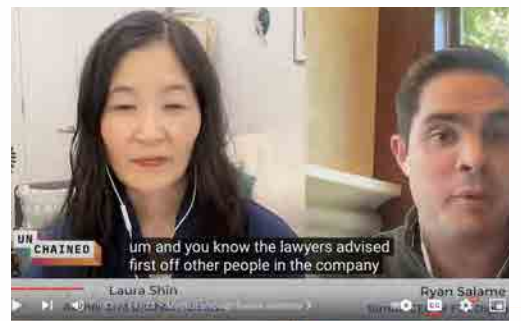 UN
CHAINED
um and you know the lawyers advised
first off other people in the company
Laura Shin
Ryan Salame